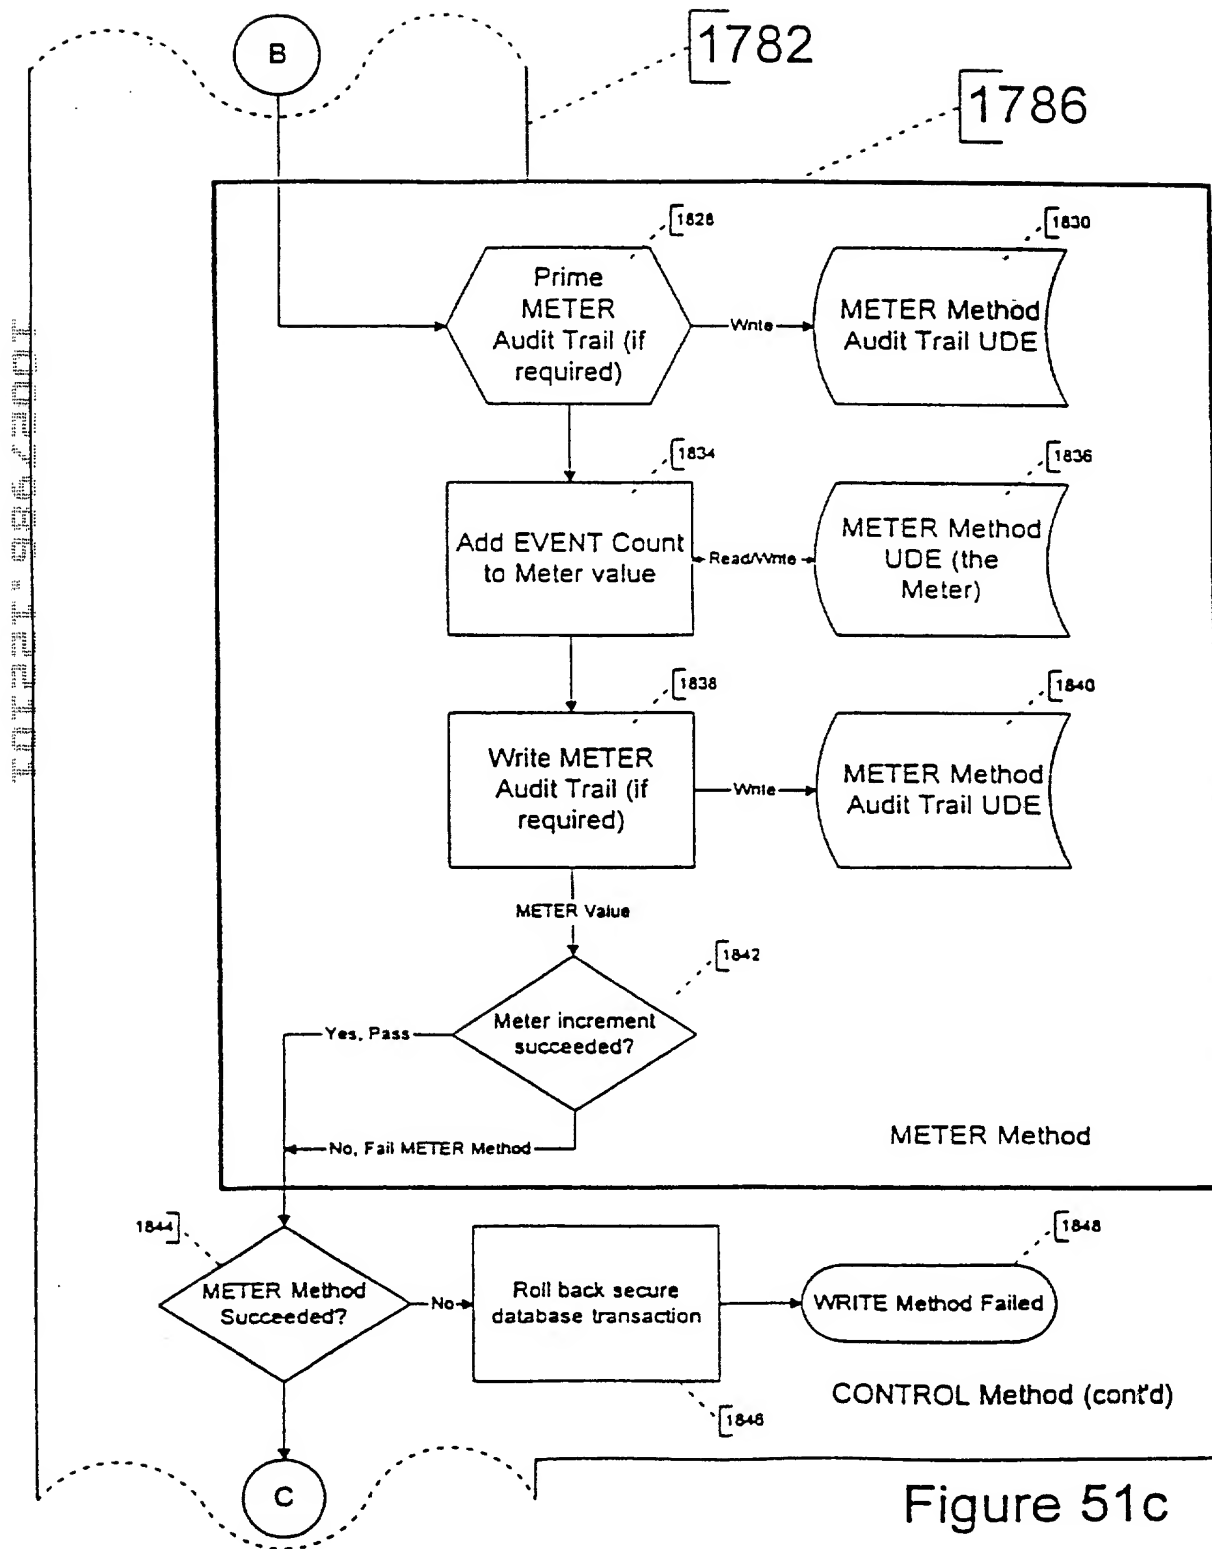 B
1782
1786
1828
1830
Prime
METER
Audit Trail (if
required)
Write
METER Method
Audit Trail UDE
1834
1836
Add EVENT Count
to Meter value
Read/Write
METER Method
UDE (the
Meter)
1838
1840
Write METER
Audit Trail (if
required)
Write
METER Method
Audit Trail UDE
METER Value
1842
Meter increment
succeeded?
Yes, Pass
No, Fail METER Method
METER Method
1844
METER Method
Succeeded?
No
Roll back secure
database transaction
1848
WRITE Method Failed
1846
CONTROL Method (cont'd)
C
Figure 51c